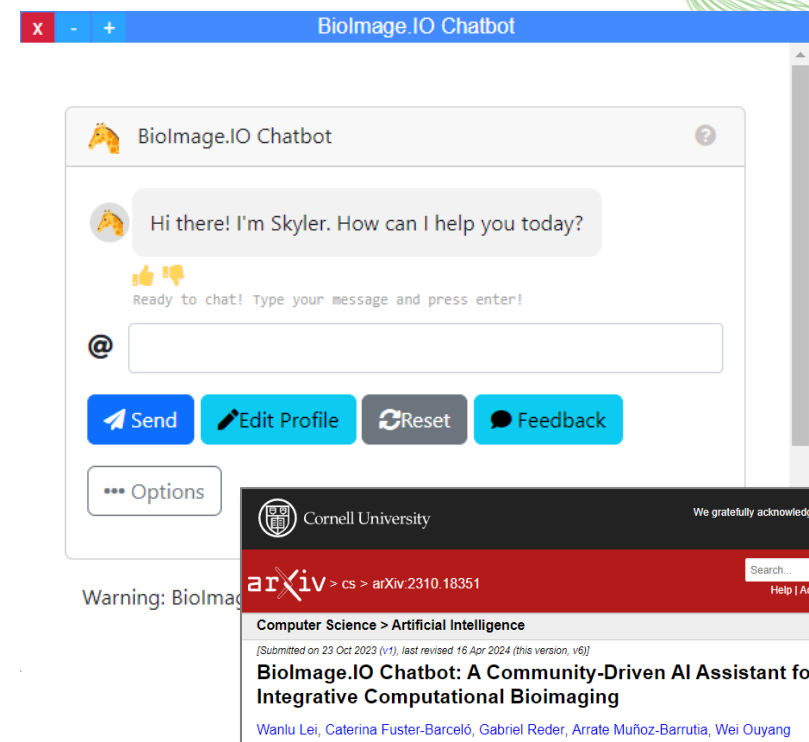 x - + BioImage.IO Chatbot
BioImage.IO Chatbot
Hi there! I'm Skyler. How can I help you today?
Ready to chat! Type your message and press enter!
@
Send Edit Profile Reset Feedback
••• Options
Cornell University We gratefully acknowledg
arXiv > cs > arXiv:2310.18351 Search...
Help | A
Warning: BioImag
Computer Science > Artificial Intelligence
[Submitted on 23 Oct 2023 (v1), last revised 16 Apr 2024 (this version, v6)]
BioImage.IO Chatbot: A Community-Driven AI Assistant fo
Integrative Computational Bioimaging
Wanlu Lei, Caterina Fuster-Barceló, Gabriel Reder, Arrate Muñoz-Barrutia, Wei Ouyang